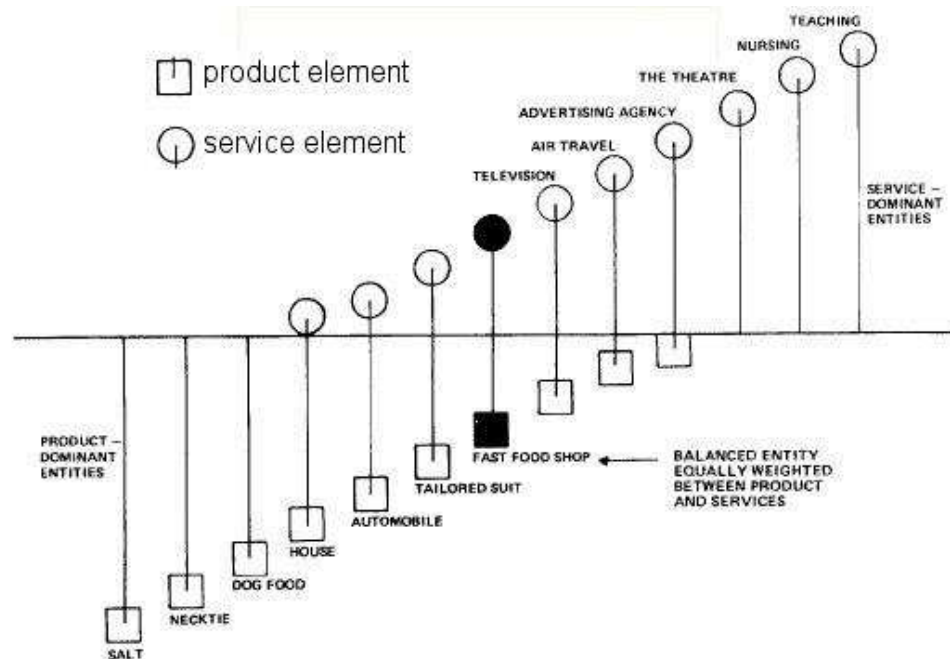 product element
service element
TEACHING
NURSING
THE THEATRE
ADVERTISING AGENCY
AIR TRAVEL
TELEVISION
SERVICE –
DOMINANT
ENTITIES
PRODUCT –
DOMINANT
ENTITIES
FAST FOOD SHOP
BALANCED ENTITY
EQUALLY WEIGHTED
BETWEEN PRODUCT
AND SERVICES
TAILORED SUIT
AUTOMOBILE
HOUSE
DOG FOOD
NECKTIE
SALT